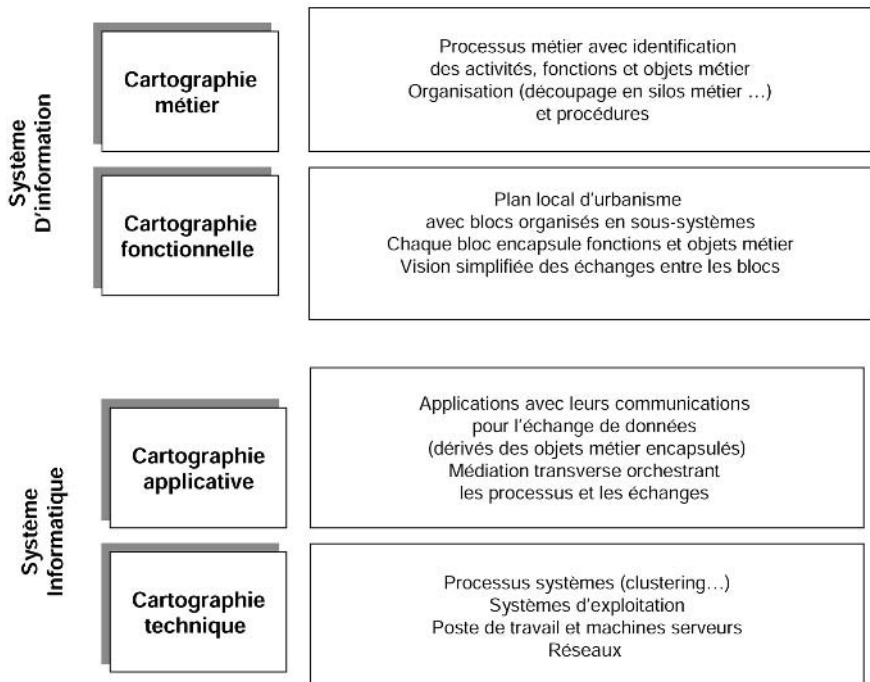 Système
D'information
Cartographie
métier
Processus métier avec identification
des activités, fonctions et objets métier
Organisation (découpage en silos métier ...)
et procédures
Cartographie
fonctionnelle
Plan local d'urbanisme
avec blocs organisés en sous-systèmes
Chaque bloc encapsule fonctions et objets métier
Vision simplifiée des échanges entre les blocs
Système
Informatique
Cartographie
applicative
Applications avec leurs communications
pour l'échange de données
(dérivés des objets métier encapsulés)
Médiation transverse orchestrant
les processus et les échanges
Cartographie
technique
Processus systèmes (clustering...)
Systèmes d'exploitation
Poste de travail et machines serveurs
Réseaux